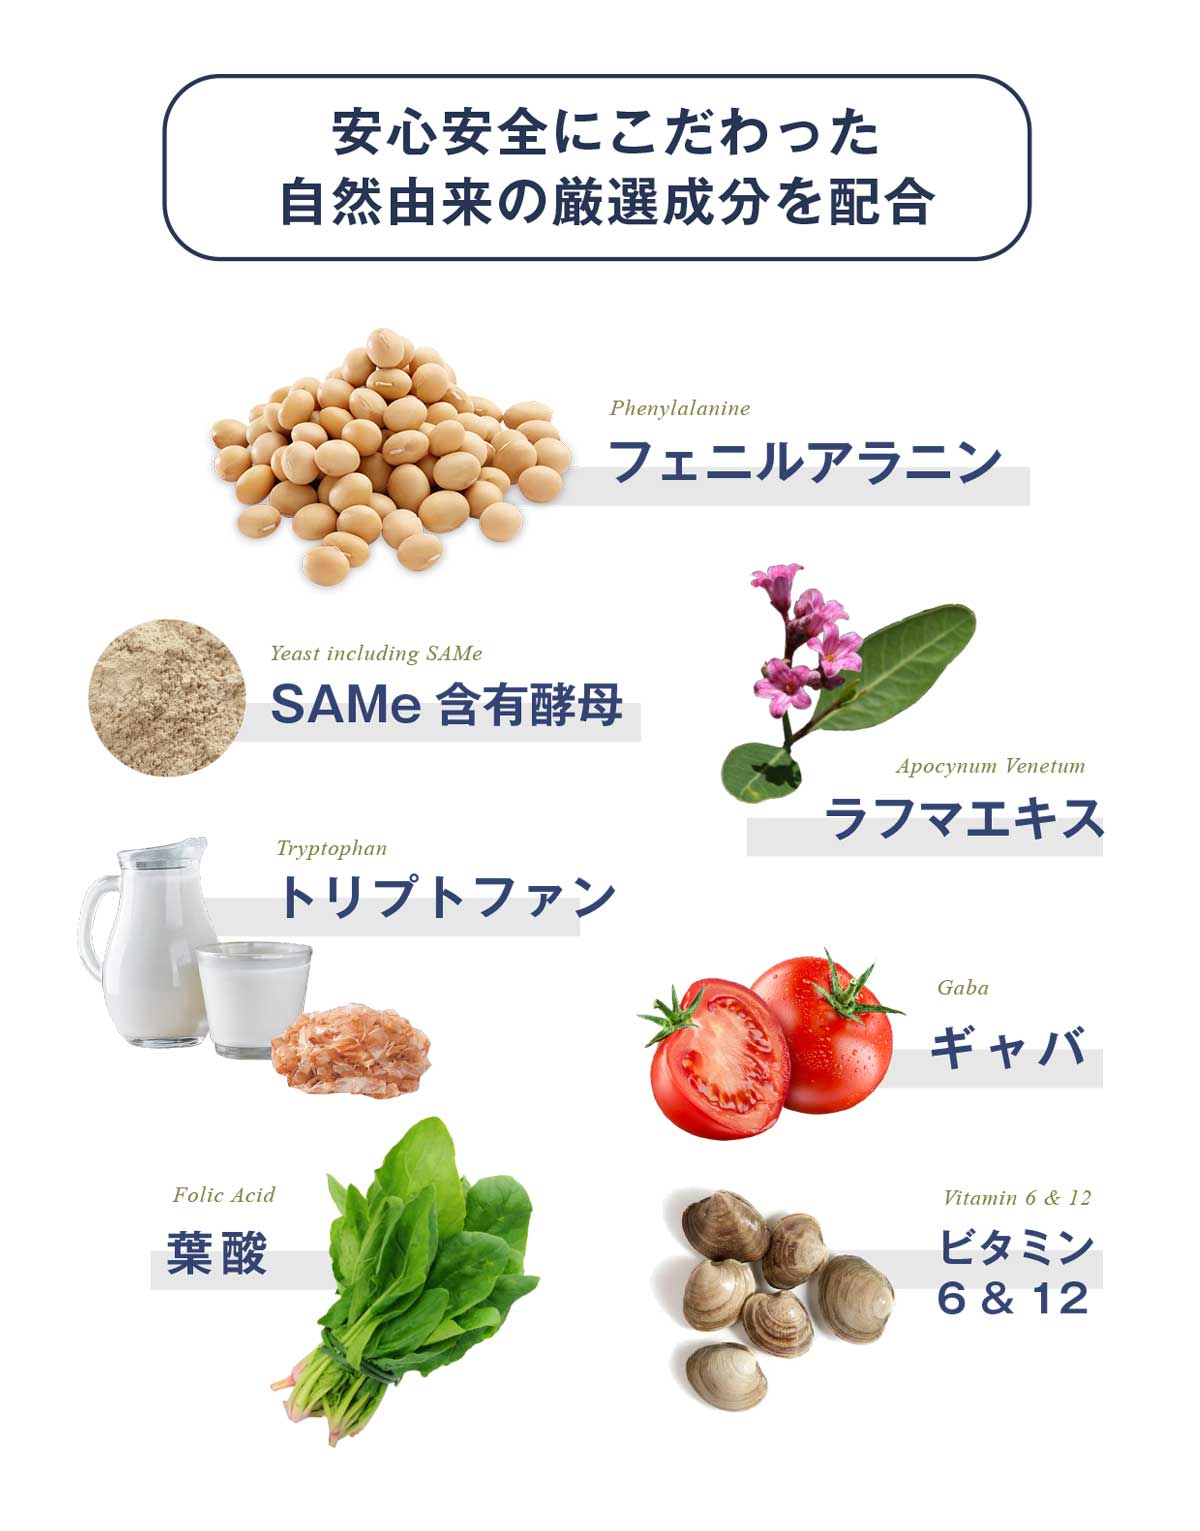 安心安全にこだわった
自然由来の厳選成分を配合
Phenylalanine
フェニルアラニン
Yeast including SAMe
SAMe 含有酵母
Apocynum Venetum
ラフマエキス
Tryptophan
トリプトファン
Gaba
ギャバ
Folic Acid
葉酸
Vitamin 6 & 12
ビタミン
6 & 12